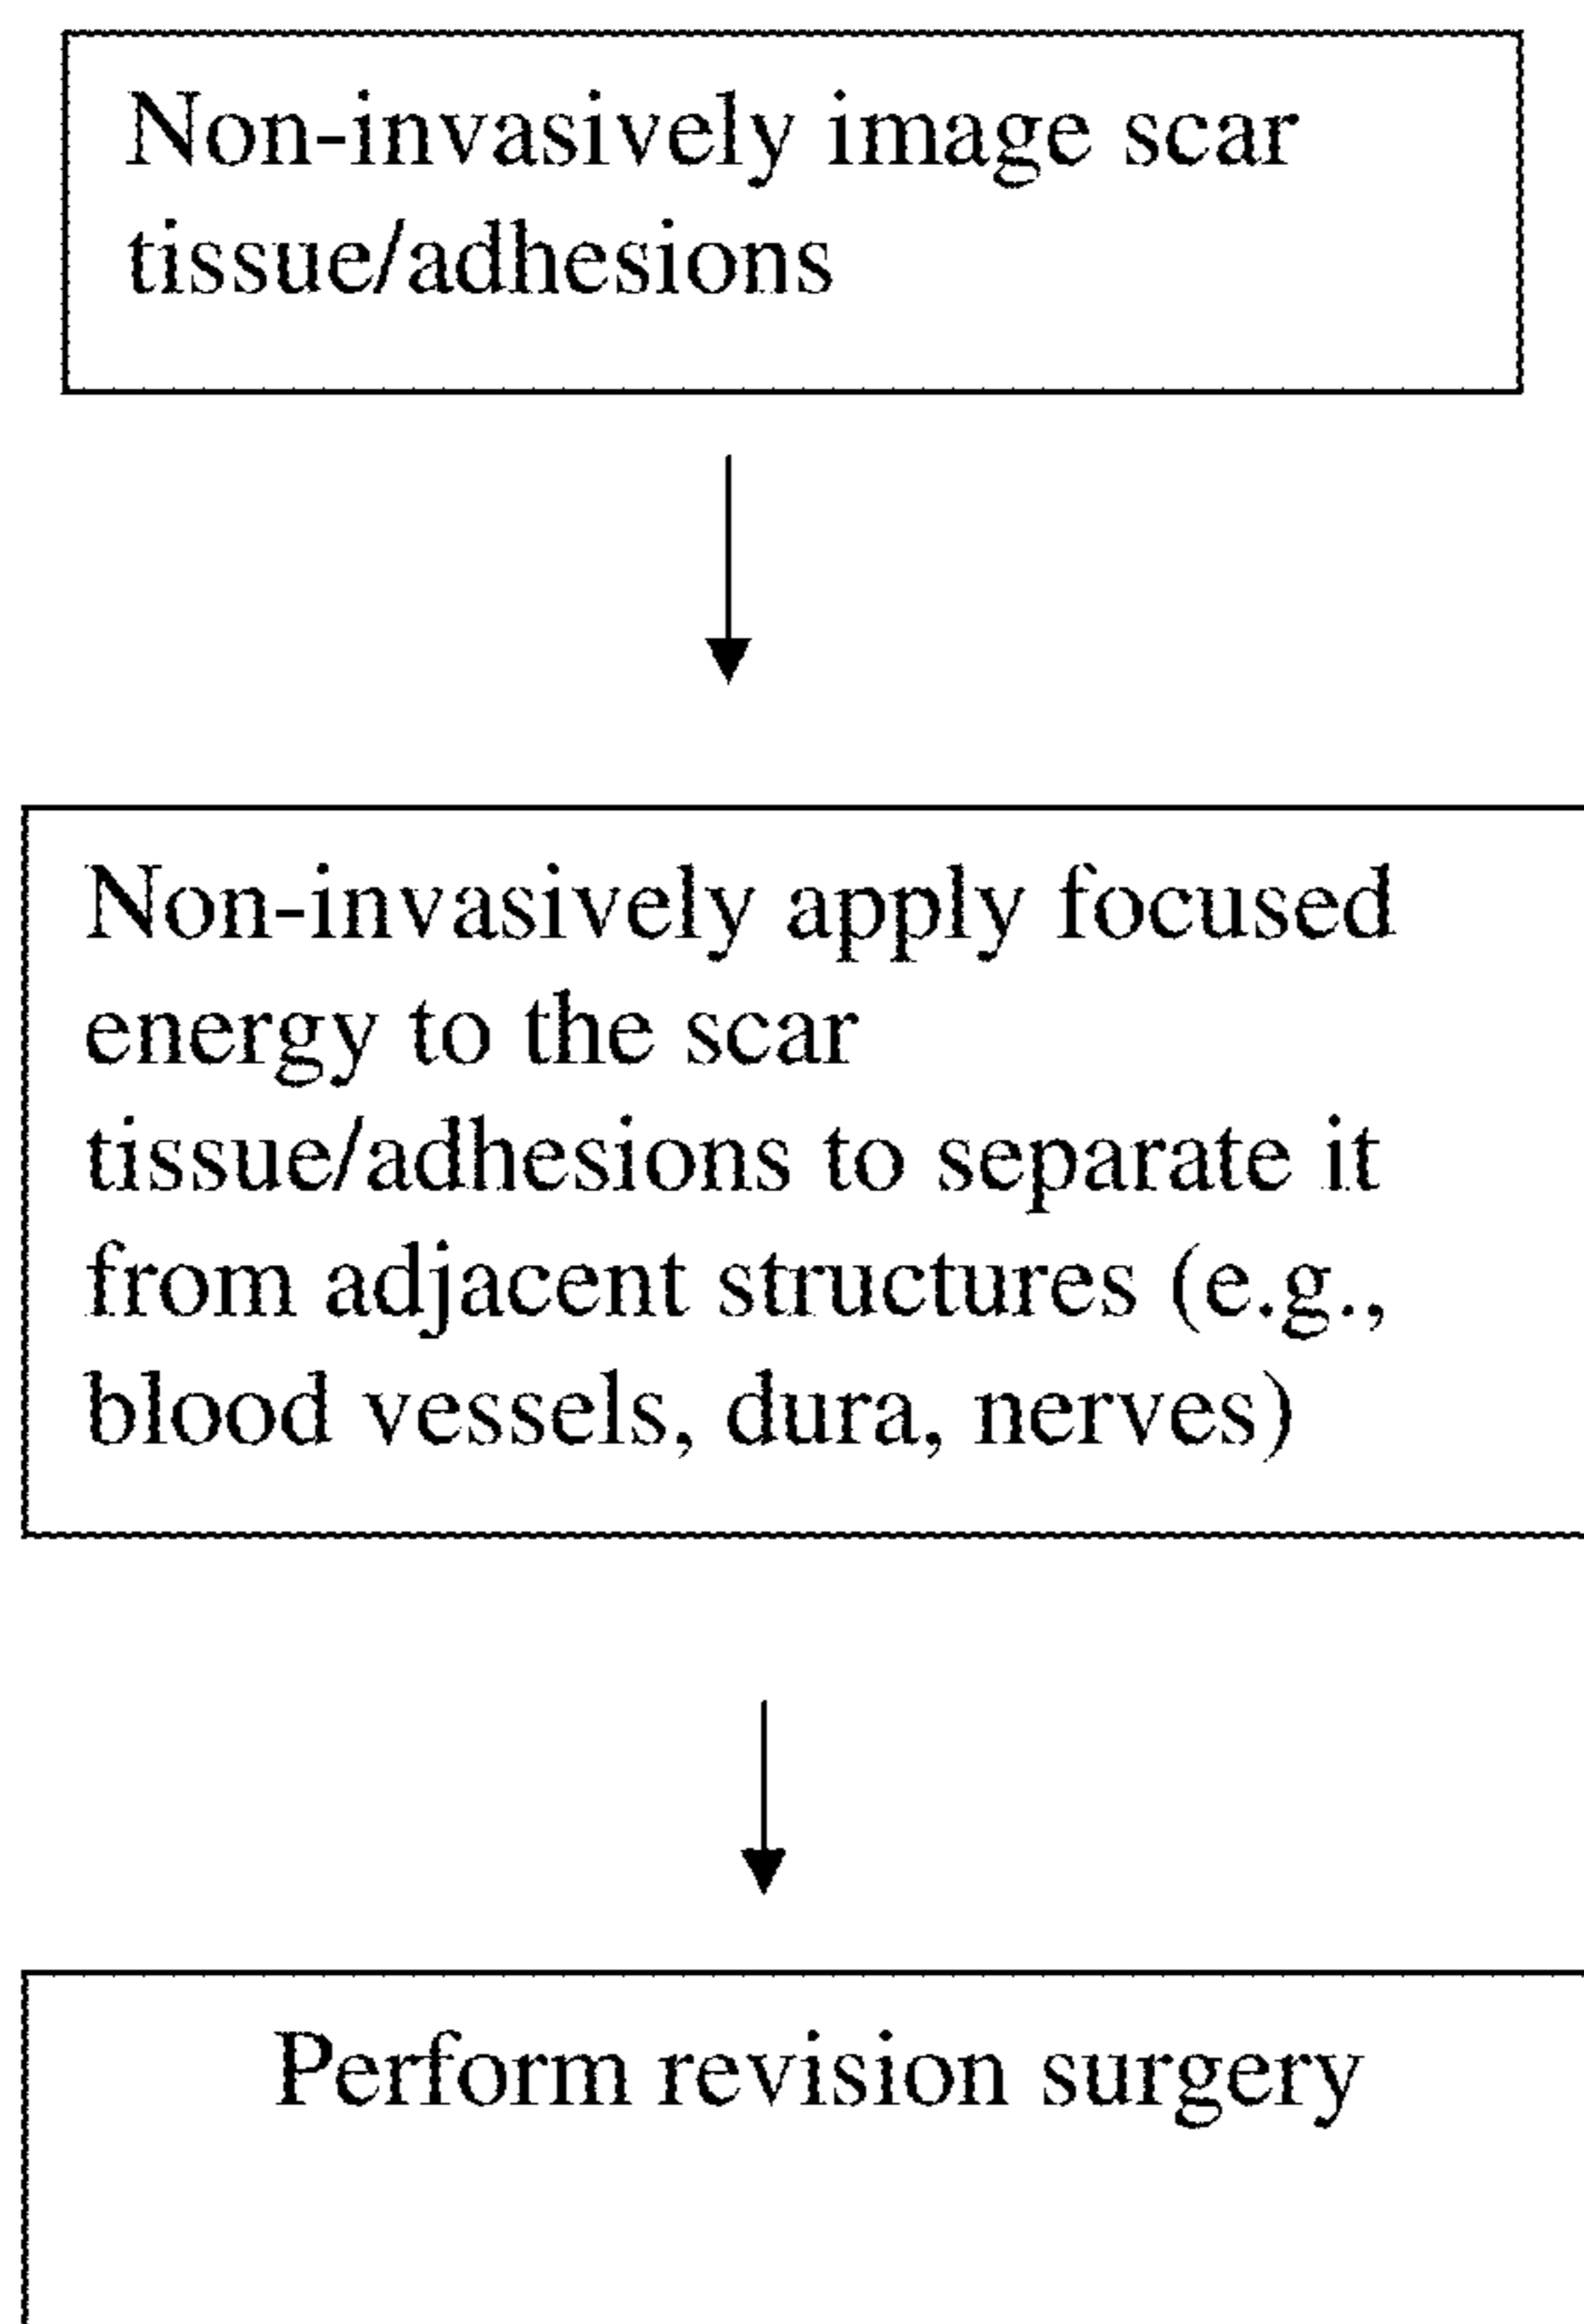 Non-invasively image scar
tissue/adhesions
Non-invasively apply focused
energy to the scar
tissue/adhesions to separate it
from adjacent structures (e.g.,
blood vessels, dura, nerves)
Perform revision surgery